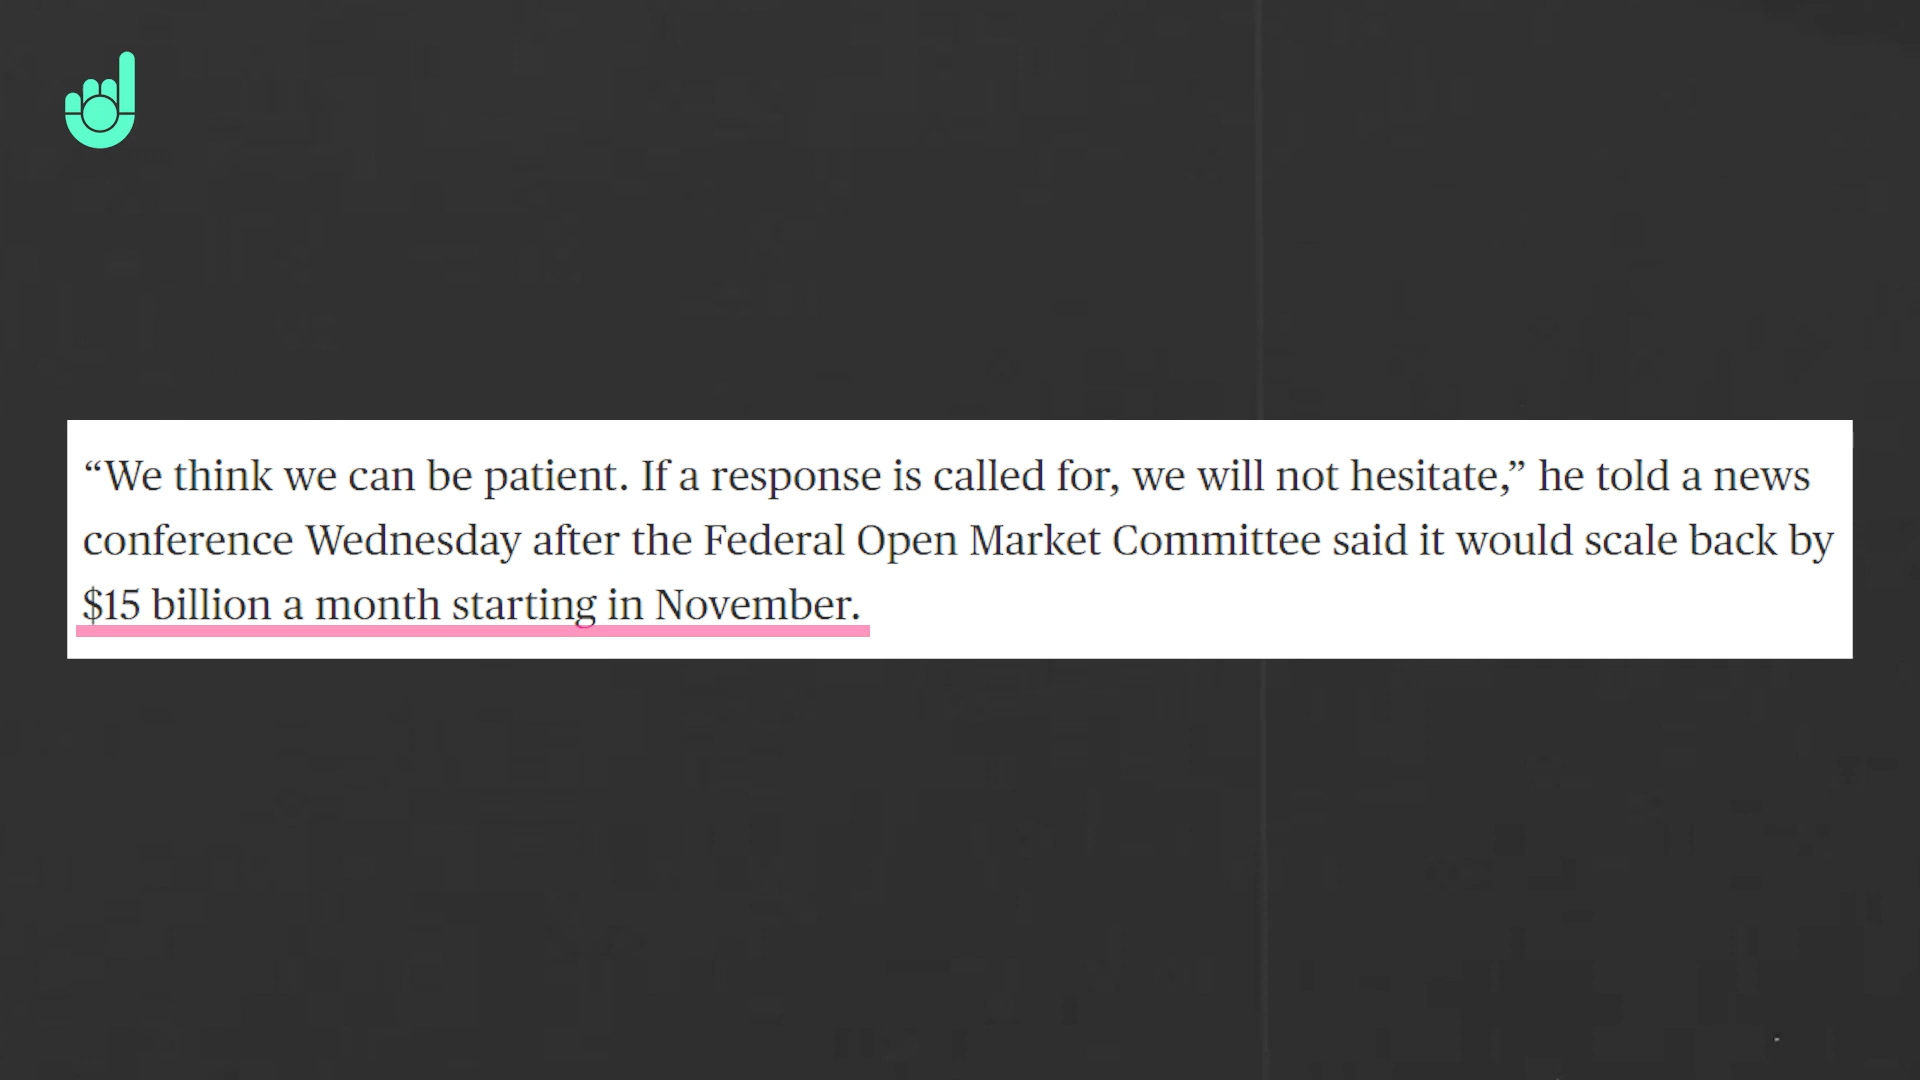 “We think we can be patient. If a response is called for, we will not hesitate,” he told a news
conference Wednesday after the Federal Open Market Committee said it would scale back by
$15 billion a month starting in November.